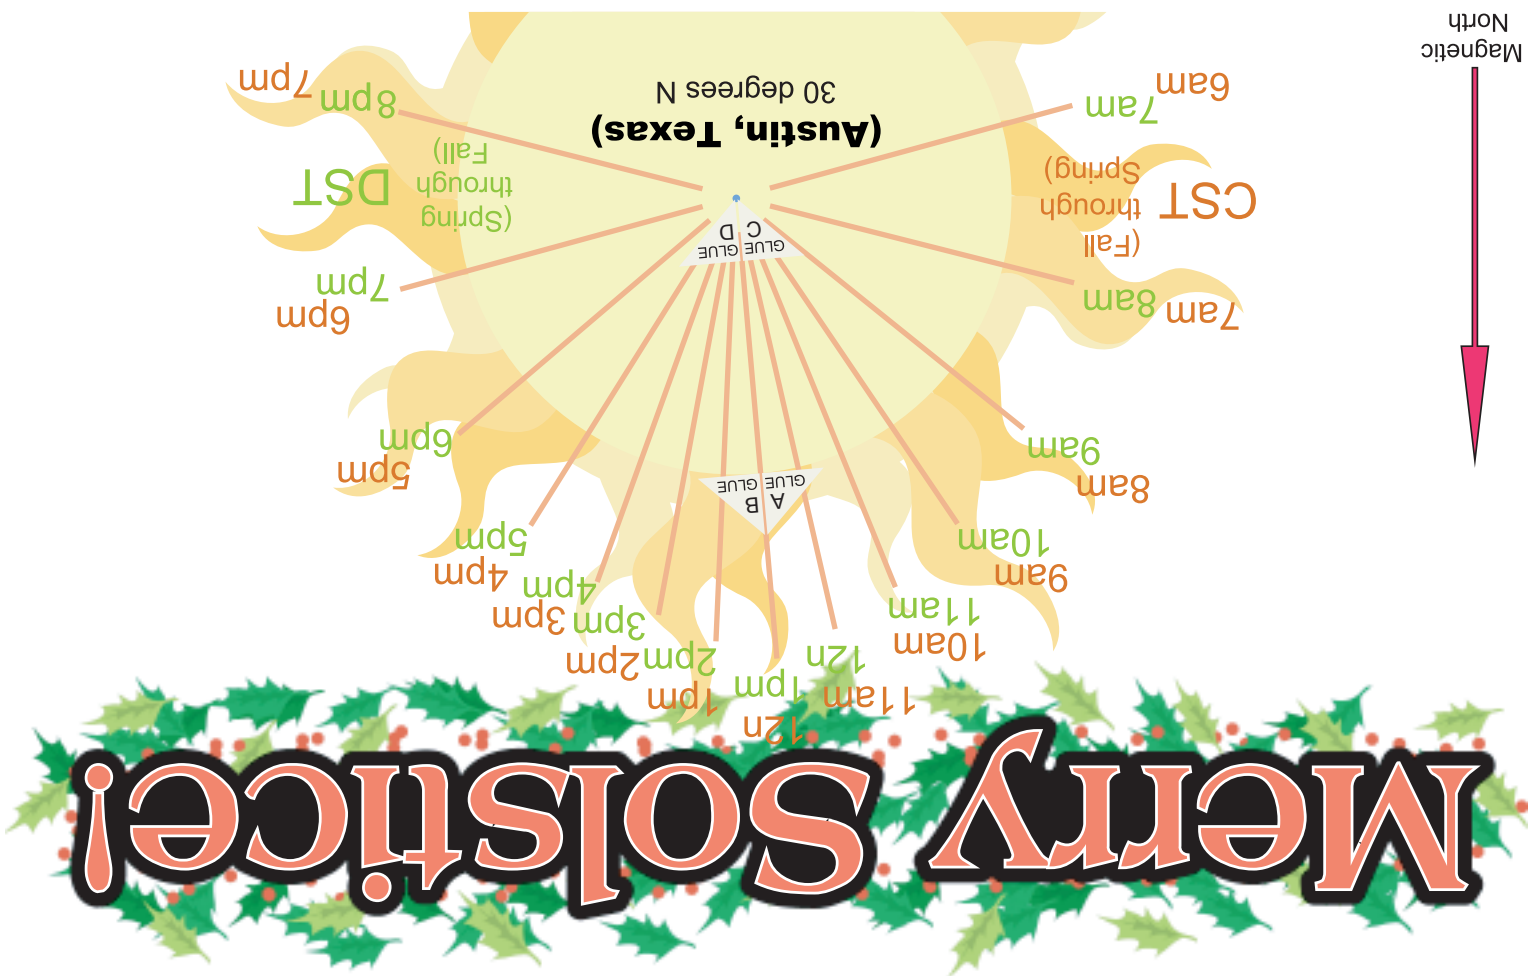 Merry Solstice!
12n
11am
1pm
1pm
12n
2pm
2pm
10am
11am
3pm
3pm
4pm
9am
4pm
10am
5pm
8am
5pm
9am
6pm
A B
GLUE GLUE
7am
8am
6pm
7pm
GLUE GLUE
C D
CST
(Fall
through
Spring)
(Spring
through
Fall)
DST
7am
6am
8pm
7pm
(Austin, Texas)
30 degrees N
Magnetic
North